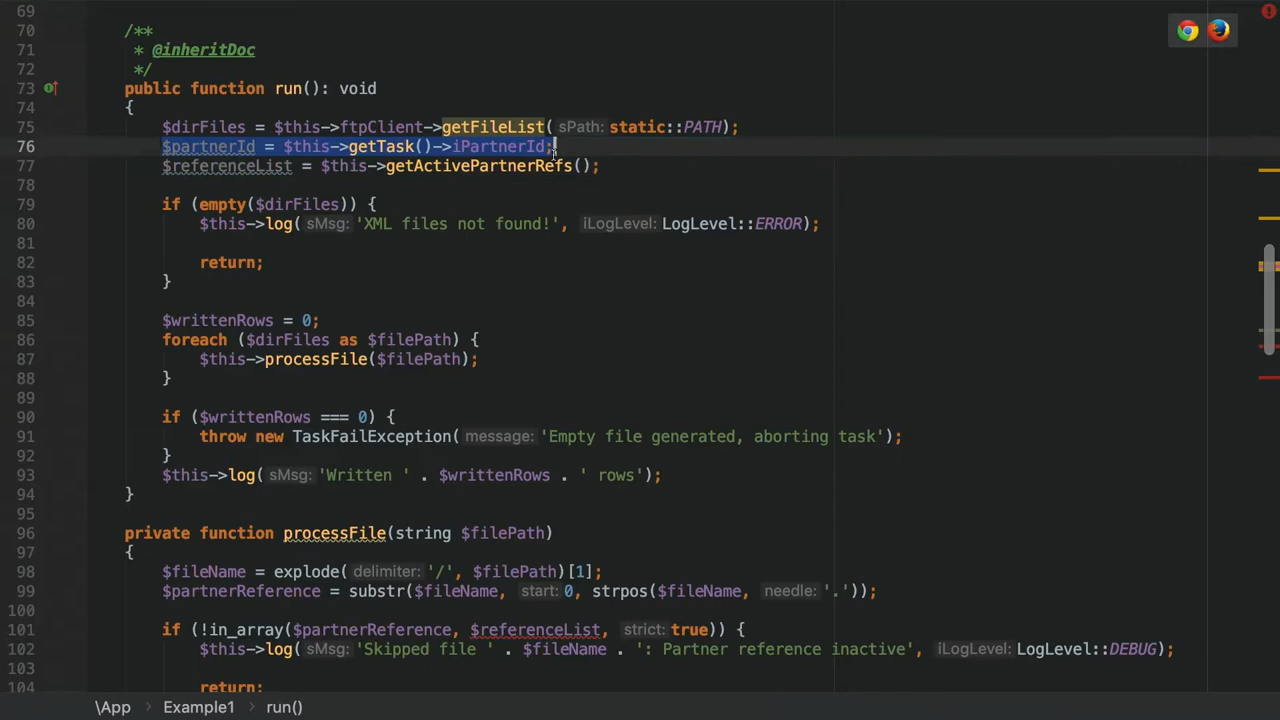 69
70 /**
71 * @inheritDoc
72 */
73 public function run(): void
74 {
75 $dirFiles = $this->ftpClient->getFileList( sPath: static::PATH);
76 $partnerId = $this->getTask()->iPartnerId;
77 $referenceList = $this->getActivePartnerRefs();
78
79 if (empty($dirFiles)) {
80 $this->log( sMsg: 'XML files not found!', iLogLevel: LogLevel::ERROR);
81
82 return;
83 }
84
85 $writtenRows = 0;
86 foreach ($dirFiles as $filePath) {
87 $this->processFile($filePath);
88 }
89
90 if ($writtenRows === 0) {
91 throw new TaskFailException( message: 'Empty file generated, aborting task');
92 }
93 $this->log( sMsg: 'Written ' . $writtenRows . ' rows');
94 }
95
96 private function processFile(string $filePath)
97 {
98 $fileName = explode( delimiter: '/', $filePath)[1];
99 $partnerReference = substr($fileName, start: 0, strpos($fileName, needle: '.'));
100
101 if (!in_array($partnerReference, $referenceList, strict: true)) {
102 $this->log( sMsg: 'Skipped file ' . $fileName . ': Partner reference inactive', iLogLevel: LogLevel::DEBUG);
103
104 return;
\App > Example1 > run()